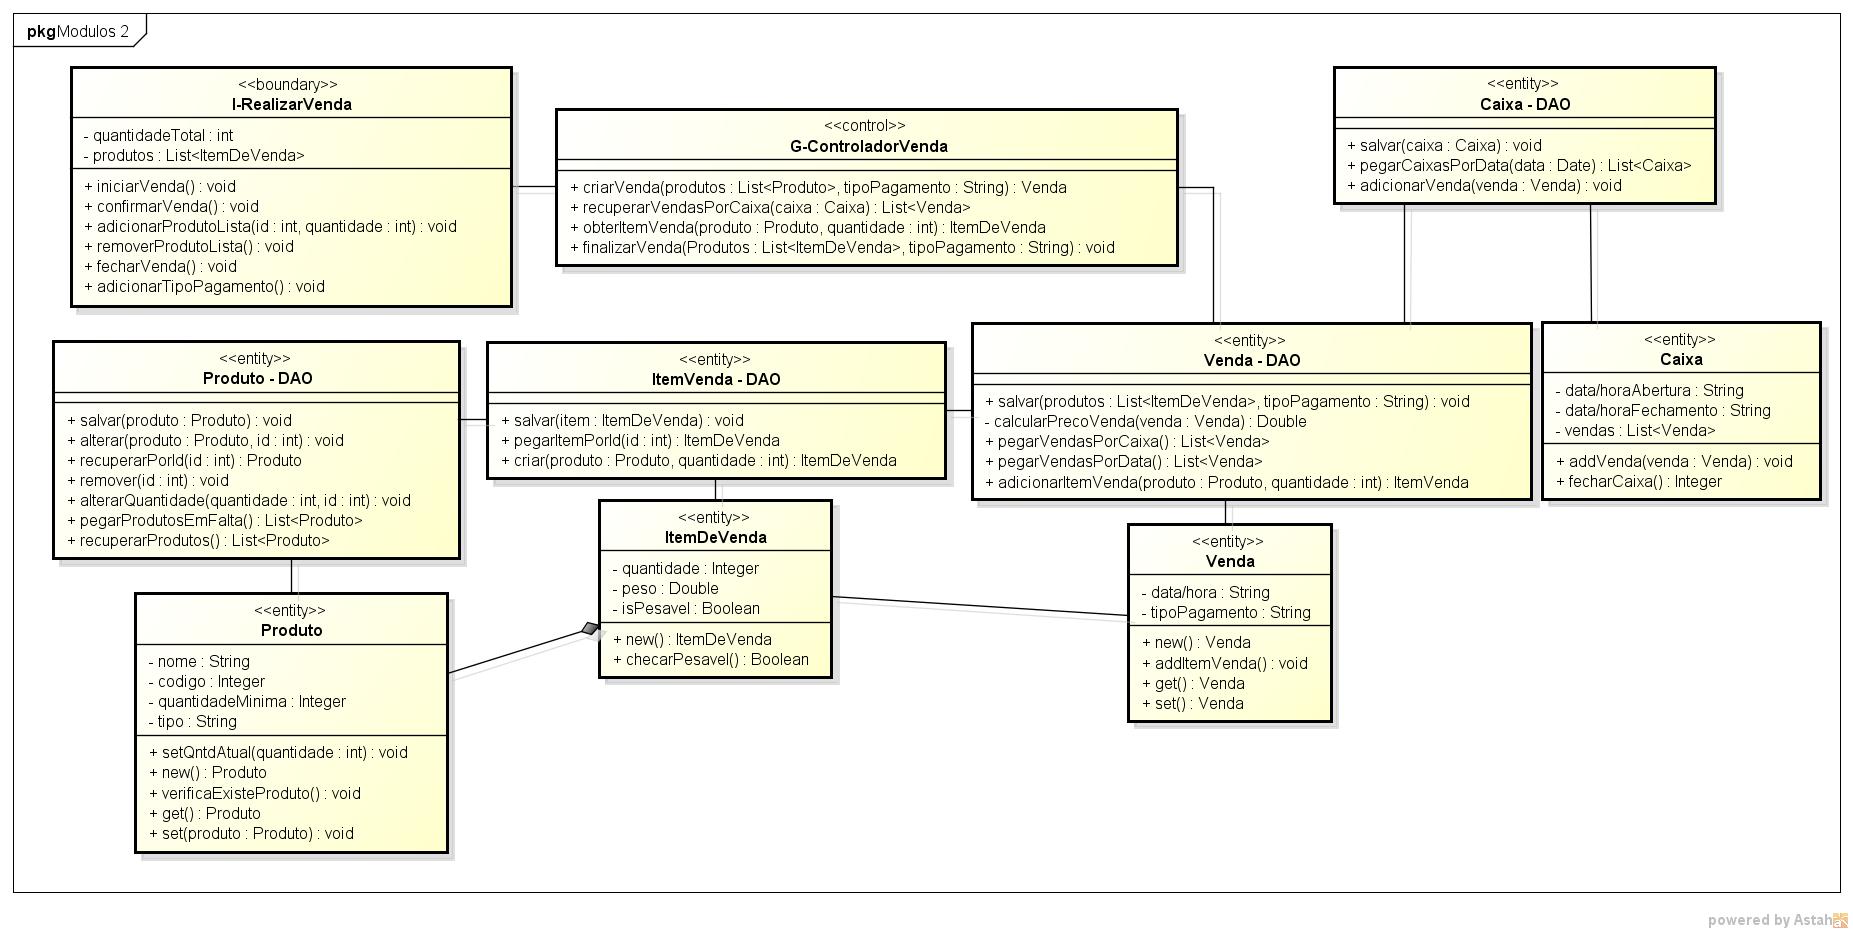 pkg Modulos 2
<<boundary>>
I-RealizarVenda
- quantidadeTotal : int
- produtos : List<ItemDeVenda>
+ iniciarVenda() : void
+ confirmarVenda() : void
+ adicionarProdutoLista(id : int, quantidade : int) : void
+ removerProdutoLista() : void
+ fecharVenda() : void
+ adicionarTipoPagamento() : void
<<control>>
G-ControladorVenda
+ criarVenda(produtos : List<Produto>, tipoPagamento : String) : Venda
+ recuperarVendasPorCaixa(caixa : Caixa) : List<Venda>
+ obterItemVenda(produto : Produto, quantidade : int) : ItemDeVenda
+ finalizarVenda(Produtos : List<ItemDeVenda>, tipoPagamento : String) : void
<<entity>>
Caixa - DAO
+ salvar(caixa : Caixa) : void
+ pegarCaixasPorData(data : Date) : List<Caixa>
+ adicionarVenda(venda : Venda) : void
<<entity>>
Produto - DAO
+ salvar(produto : Produto) : void
+ alterar(produto : Produto, id : int) : void
+ recuperarPorId(id : int) : Produto
+ remover(id : int) : void
+ alterarQuantidade(quantidade : int, id : int) : void
+ pegarProdutosEmFalta() : List<Produto>
+ recuperarProdutos() : List<Produto>
<<entity>>
ItemVenda - DAO
+ salvar(item : ItemDeVenda) : void
+ pegarItemPorId(id : int) : ItemDeVenda
+ criar(produto : Produto, quantidade : int) : ItemDeVenda
<<entity>>
Venda - DAO
+ salvar(produtos : List<ItemDeVenda>, tipoPagamento : String) : void
- calcularPrecoVenda(venda : Venda) : Double
+ pegarVendasPorCaixa() : List<Venda>
+ pegarVendasPorData() : List<Venda>
+ adicionarItemVenda(produto : Produto, quantidade : int) : ItemVenda
<<entity>>
Caixa
- data/horaAbertura : String
- data/horaFechamento : String
- vendas : List<Venda>
+ addVenda(venda : Venda) : void
+ fecharCaixa() : Integer
<<entity>>
ItemDeVenda
- quantidade : Integer
- peso : Double
- isPesavel : Boolean
+ new() : ItemDeVenda
+ checarPesavel() : Boolean
<<entity>>
Venda
- data/hora : String
- tipoPagamento : String
+ new() : Venda
+ addItemVenda() : void
+ get() : Venda
+ set() : Venda
<<entity>>
Produto
- nome : String
- codigo : Integer
- quantidadeMinima : Integer
- tipo : String
+ setQntdAtual(quantidade : int) : void
+ new() : Produto
+ verificaExisteProduto() : void
+ get() : Produto
+ set(produto : Produto) : void
powered by Astah